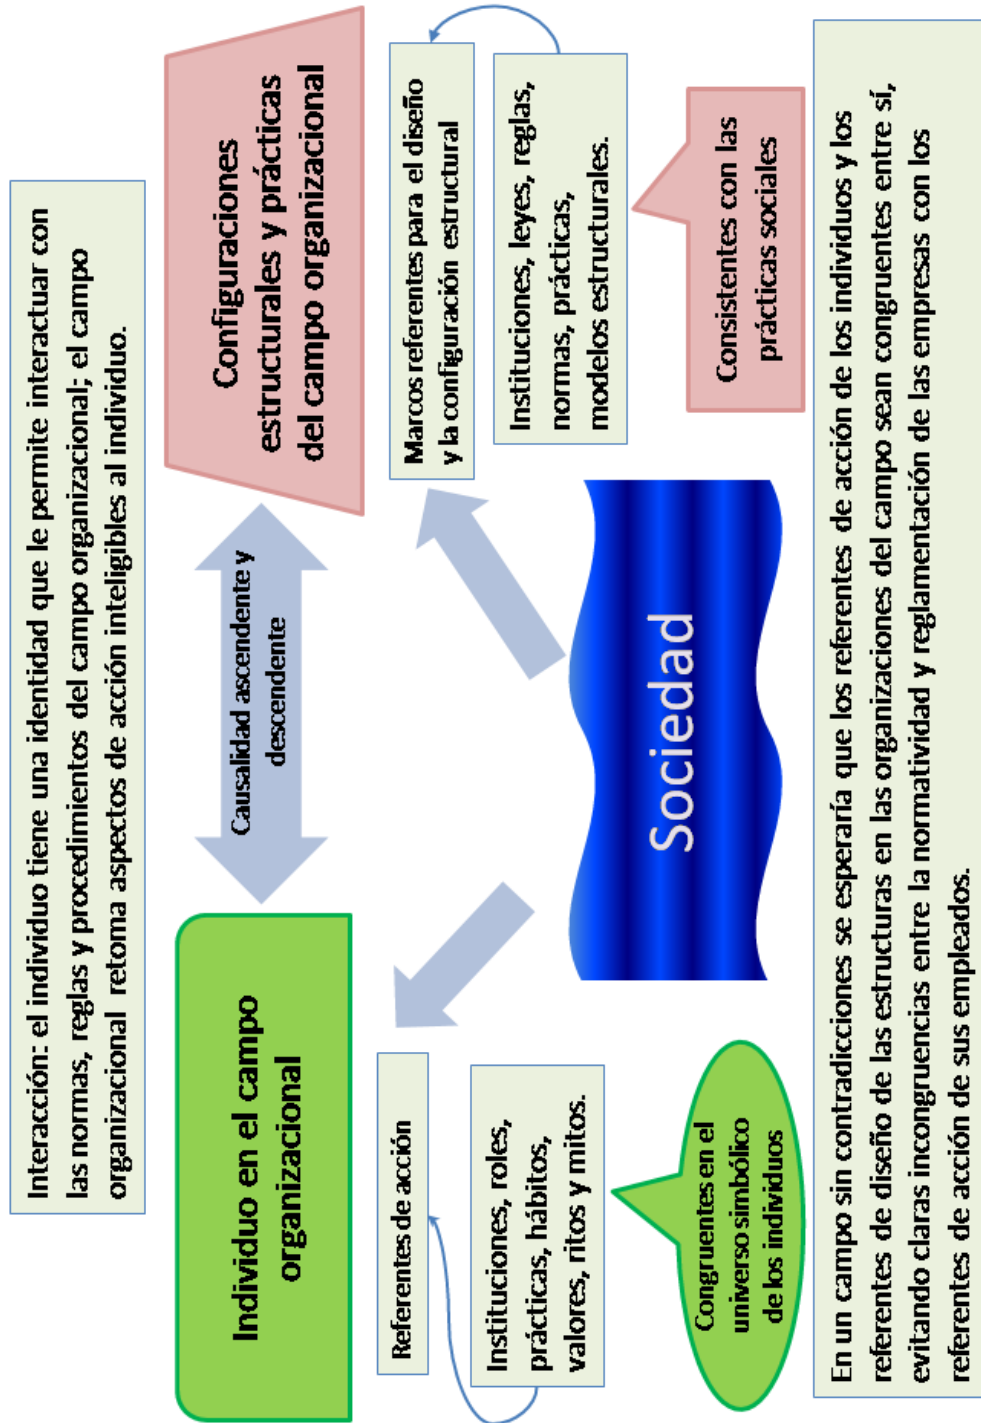 Interacción: el individuo tiene una identidad que le permite interactuar con
las normas, reglas y procedimientos del campo organizacional; el campo
organizacional retoma aspectos de acción inteligibles al individuo.
Individuo en el campo
organizacional
Causalidad ascendente y
descendente
Configuraciones
estructurales y prácticas
del campo organizacional
Referentes de acción
Instituciones, roles,
prácticas, hábitos,
valores, ritos y mitos.
Marcos referentes para el diseño
y la configuración estructural
Instituciones, leyes, reglas,
normas, prácticas,
modelos estructurales.
Sociedad
Congruentes en el
universo simbólico
de los individuos
Consistentes con las
prácticas sociales
En un campo sin contradicciones se esperaría que los referentes de acción de los individuos y los
referentes de diseño de las estructuras en las organizaciones del campo sean congruentes entre sí,
evitando claras incongruencias entre la normatividad y reglamentación de las empresas con los
referentes de acción de sus empleados.